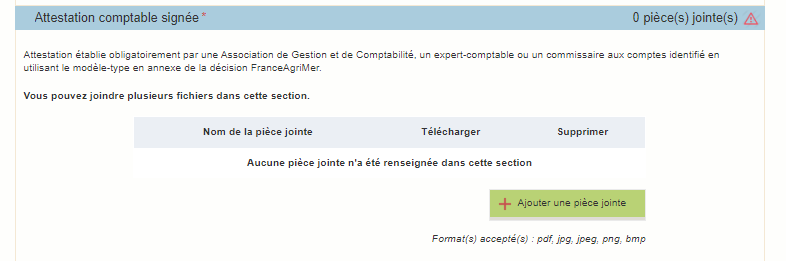 Attestation comptable signée * 0 pièce(s) jointe(s)
Attestation établie obligatoirement par une Association de Gestion et de Comptabilité, un expert-comptable ou un commissaire aux comptes identifié en
utilisant le modèle-type en annexe de la décision FranceAgriMer.
Vous pouvez joindre plusieurs fichiers dans cette section.
Nom de la pièce jointe Télécharger Supprimer
Aucune pièce jointe n'a été renseignée dans cette section
Ajouter une pièce jointe
Format(s) accepté(s) : pdf, jpg, jpeg, png, bmp